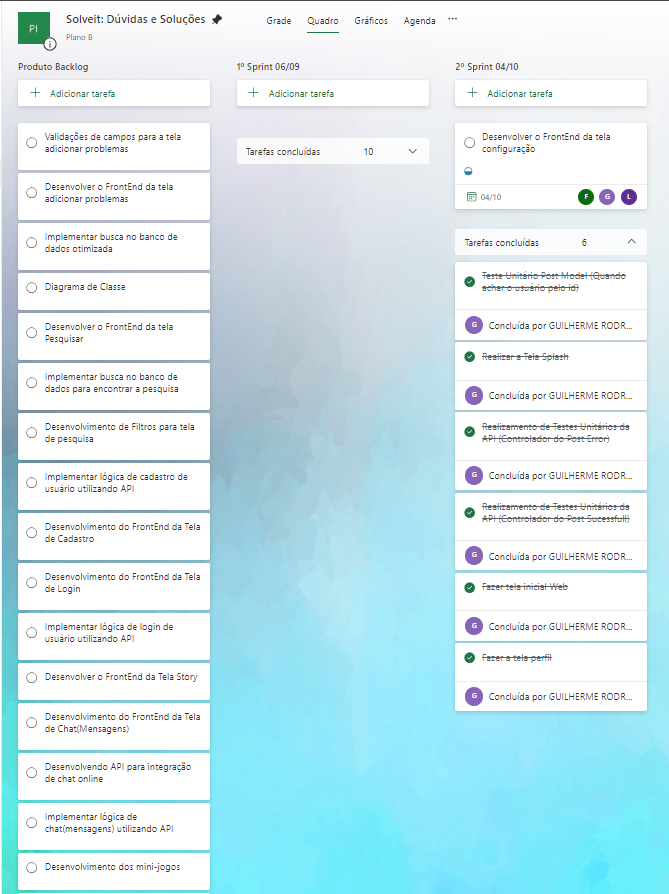 PI
Solveit: Dúvidas e Soluções
Plano B
Grade
Quadro
Gráficos
Agenda
...
Produto Backlog
Adicionar tarefa
Validações de campos para a tela
adicionar problemas
Desenvolver o FrontEnd da tela
adicionar problemas
Implementar busca no banco de
dados otimizada
Diagrama de Classe
Desenvolver o FrontEnd da tela
Pesquisar
Implementar busca no banco de
dados para encontrar a pesquisa
Desenvolvimento de Filtros para tela
de pesquisa
Implementar lógica de cadastro de
usuário utilizando API
Desenvolvimento do FrontEnd da Tela
de Cadastro
Desenvolvimento do FrontEnd da Tela
de Login
Implementar lógica de login de
usuário utilizando API
Desenvolver o FrontEnd da Tela Story
Desenvolvimento do FrontEnd da Tela
de Chat(Mensagens)
Desenvolvendo API para integração
de chat online
Implementar lógica de
chat(mensagens) utilizando API
Desenvolvimento dos mini-jogos
1º Sprint 06/09
Adicionar tarefa
Tarefas concluídas 10
2º Sprint 04/10
Adicionar tarefa
Desenvolver o FrontEnd da tela
configuração
04/10
F G L
Tarefas concluídas 6
Teste Unitário Post Model (Quando
achar o usuário pelo id)
G Concluída por GUILHERME RODR...
Realizar a Tela Splash
G Concluída por GUILHERME RODR...
Realizamento de Testes Unitários da
API (Controlador do Post Error)
G Concluída por GUILHERME RODR...
Realizamento de Testes Unitários da
API (Controlador do Post Sucessfull)
G Concluída por GUILHERME RODR...
Fazer tela inicial Web
G Concluída por GUILHERME RODR...
Fazer a tela perfil
G Concluída por GUILHERME RODR...